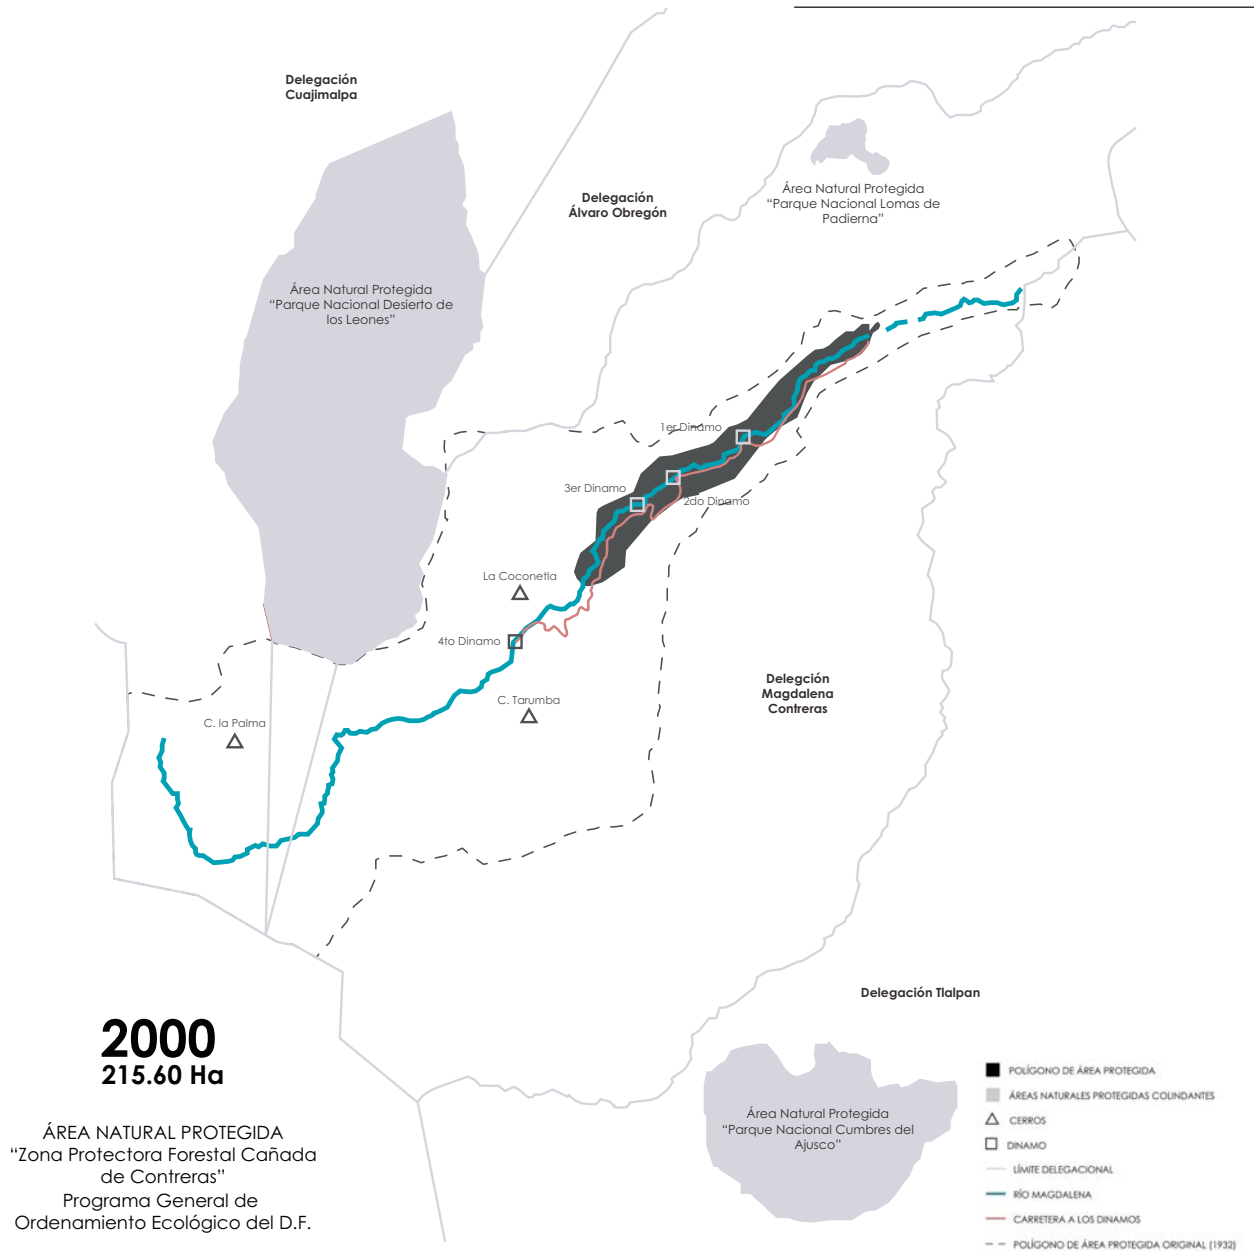 Delegación
Cuajimalpa
Delegación
Álvaro Obregón
Área Natural Protegida
“Parque Nacional Lomas de
Padierna”
Área Natural Protegida
“Parque Nacional Desierto de
los Leones”
1er Dinamo
3er Dinamo
2do Dinamo
La Coconetla
4to Dinamo
C. Tarumba
C. la Palma
Delegción
Magdalena
Contreras
Delegación Tlalpan
2000
215.60 Ha
ÁREA NATURAL PROTEGIDA
“Zona Protectora Forestal Cañada
de Contreras”
Programa General de
Ordenamiento Ecológico del D.F.
Área Natural Protegida
“Parque Nacional Cumbres del
Ajusco”
POLÍGONO DE ÁREA PROTEGIDA
ÁREAS NATURALES PROTEGIDAS COLINDANTES
CERROS
DINAMO
LÍMITE DELEGACIONAL
RÍO MAGDALENA
CARRETERA A LOS DINAMOS
POLÍGONO DE ÁREA PROTEGIDA ORIGINAL (1932)